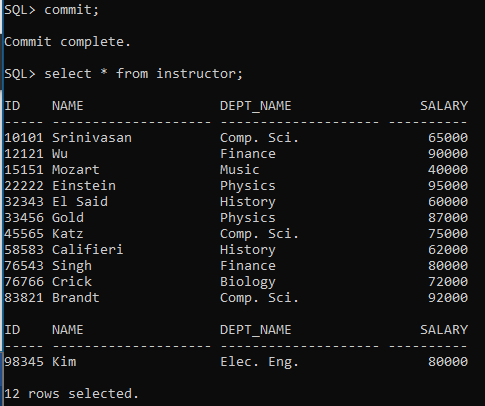 SQL> commit;
Commit complete.
SQL> select * from instructor;
ID    NAME                 DEPT_NAME                SALARY
----- -------------------- -------------------- ----------
10101 Srinivasan           Comp. Sci.                65000
12121 Wu                   Finance                   90000
15151 Mozart               Music                     40000
22222 Einstein             Physics                   95000
32343 El Said              History                   60000
33456 Gold                 Physics                   87000
45565 Katz                 Comp. Sci.                75000
58583 Califieri            History                   62000
76543 Singh                Finance                   80000
76766 Crick                Biology                   72000
83821 Brandt               Comp. Sci.                92000
ID    NAME                 DEPT_NAME                SALARY
----- -------------------- -------------------- ----------
98345 Kim                  Elec. Eng.                80000
12 rows selected.